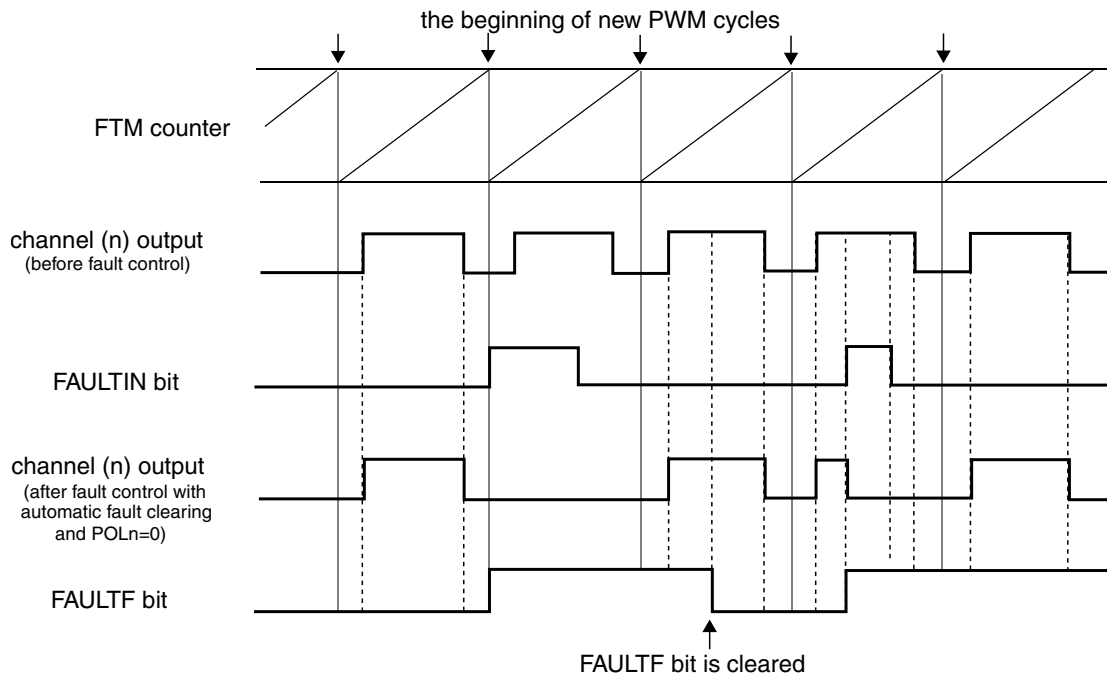 the beginning of new PWM cycles
FTM counter
channel (n) output
(before fault control)
FAULTIN bit
channel (n) output
(after fault control with
automatic fault clearing
and POLn=0)
FAULTF bit
FAULTF bit is cleared